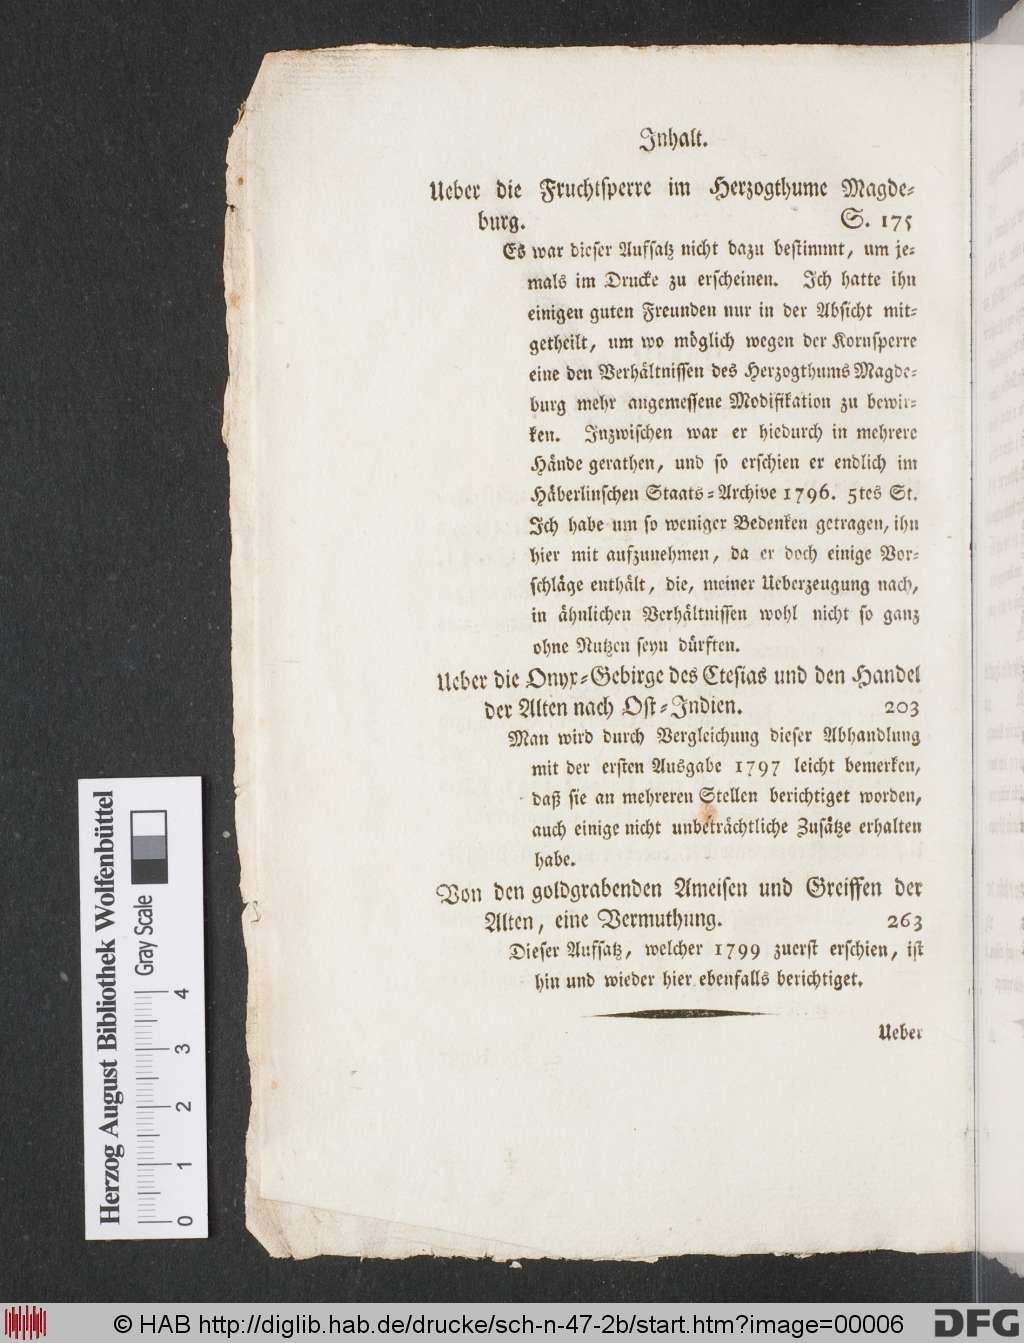 Inhalt.
Ueber die Fruchtsperre im Herzogthume Magde-
burg. S. 175
Es war dieser Aufsatz nicht dazu bestimmt, um je-
mals im Drucke zu erscheinen. Ich hatte ihn
einigen guten Freunden nur in der Absicht mit-
getheilt, um wo möglich wegen der Kornsperre
eine den Verhältnissen des Herzogthums Magde-
burg mehr angemessene Modifikation zu bewir-
ken. Inzwischen war er hiedurch in mehrere
Hände gerathen, und so erschien er endlich im
Häberlinschen Staats-Archive 1796. 5tes St.
Ich habe um so weniger Bedenken getragen, ihn
hier mit aufzunehmen, da er doch einige Vor-
schläge enthält, die, meiner Ueberzeugung nach,
in ähnlichen Verhältnissen wohl nicht so ganz
ohne Nutzen seyn dürften.
Ueber die Onyx-Gebirge des Ctesias und den Handel
der Alten nach Ost-Indien. 203
Man wird durch Vergleichung dieser Abhandlung
mit der ersten Ausgabe 1797 leicht bemerken,
daß sie an mehreren Stellen berichtiget worden,
auch einige nicht unbeträchtliche Zusätze erhalten
habe.
Von den goldgrabenden Ameisen und Greiffen der
Alten, eine Vermuthung. 263
Dieser Aufsatz, welcher 1799 zuerst erschien, ist
hin und wieder hier ebenfalls berichtiget.
Ueber
Herzog August Bibliothek Wolfenbüttel
Gray Scale
0 1 2 3 4
© HAB http://diglib.hab.de/drucke/sch-n-47-2b/start.htm?image=00006
DFG